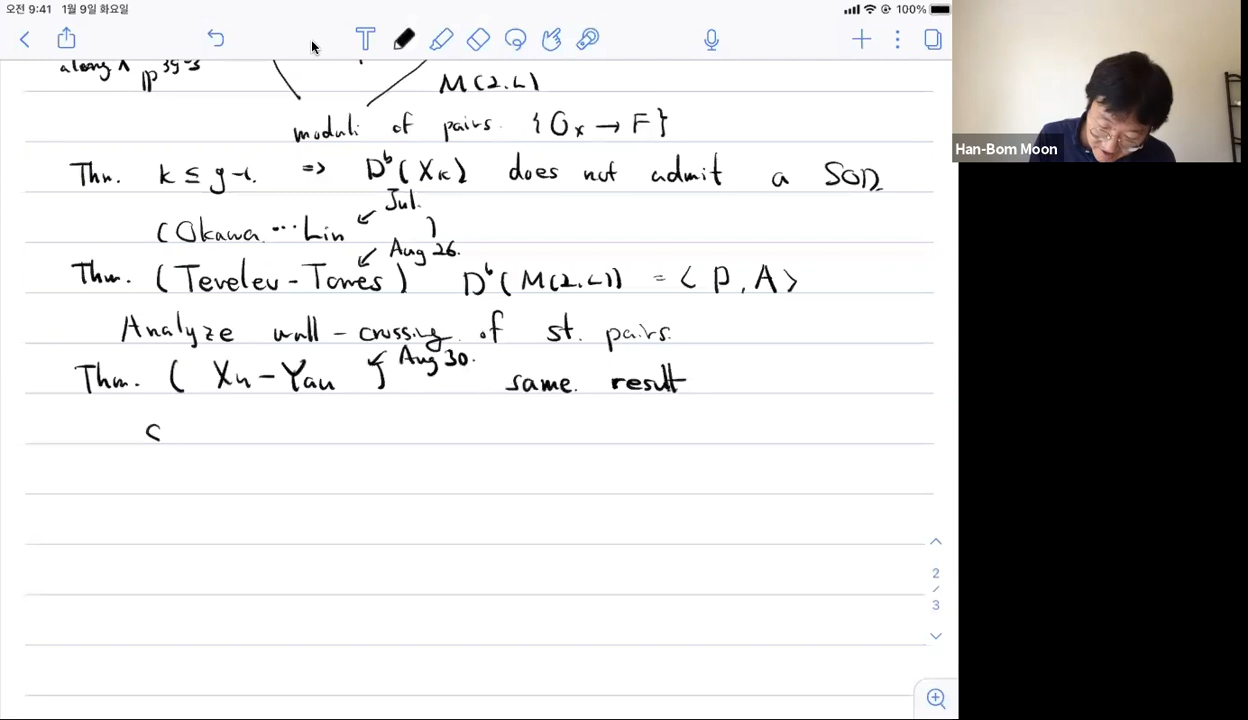 오전 9:41 1월 9일 화요일
100%
along
P^{3g-3}
M(2,L)
moduli of pairs {O_X → F}
Thm. k ≤ g-1. ⇒ D^b(X_k) does not admit a SOD
Jul.
(Okawa ... Lin )
Aug 26.
Thm. (Tevelev-Torres) D^b(M(2,L)) = < P, A >
Analyze wall-crossing of st. pairs.
Aug 30.
Thm. ( Xu-Yau ) same result
S
2
3
Han-Bom Moon